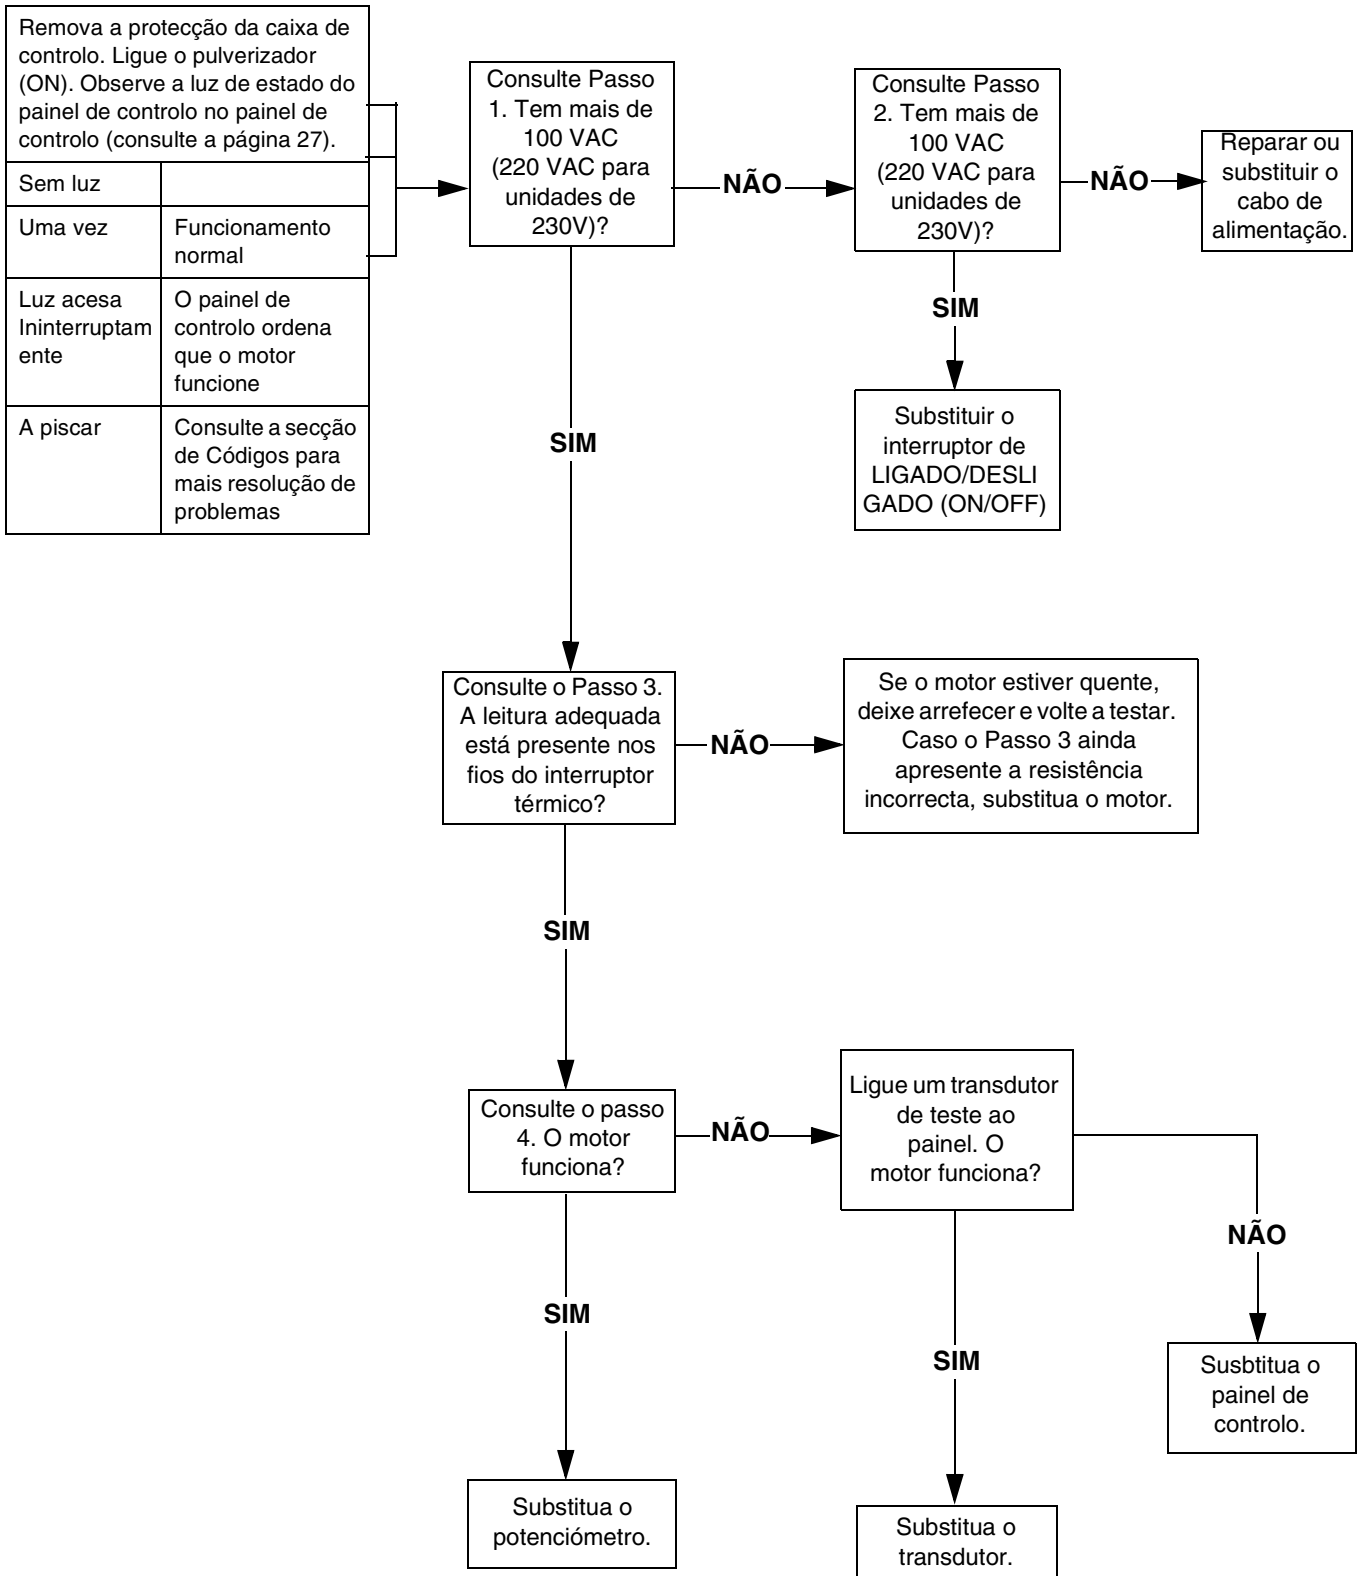 Remova a protecção da caixa de
controlo. Ligue o pulverizador
(ON). Observe a luz de estado do
painel de controlo no painel de
controlo (consulte a página 27).
Sem luz
Uma vez
Funcionamento
normal
Luz acesa
Ininterruptam
ente
O painel de
controlo ordena
que o motor
funcione
A piscar
Consulte a secção
de Códigos para
mais resolução de
problemas
Consulte Passo
1. Tem mais de
100 VAC
(220 VAC para
unidades de
230V)?
NÃO
Consulte Passo
2. Tem mais de
100 VAC
(220 VAC para
unidades de
230V)?
NÃO
Reparar ou
substituir o
cabo de
alimentação.
SIM
Substituir o
interruptor de
LIGADO/DESLI
GADO (ON/OFF)
SIM
Consulte o Passo 3.
A leitura adequada
está presente nos
fios do interruptor
térmico?
NÃO
Se o motor estiver quente,
deixe arrefecer e volte a testar.
Caso o Passo 3 ainda
apresente a resistência
incorrecta, substitua o motor.
SIM
Consulte o passo
4. O motor
funciona?
NÃO
Ligue um transdutor
de teste ao
painel. O
motor funciona?
NÃO
Susbtitua o
painel de
controlo.
SIM
Substitua o
potenciómetro.
SIM
Substitua o
transdutor.